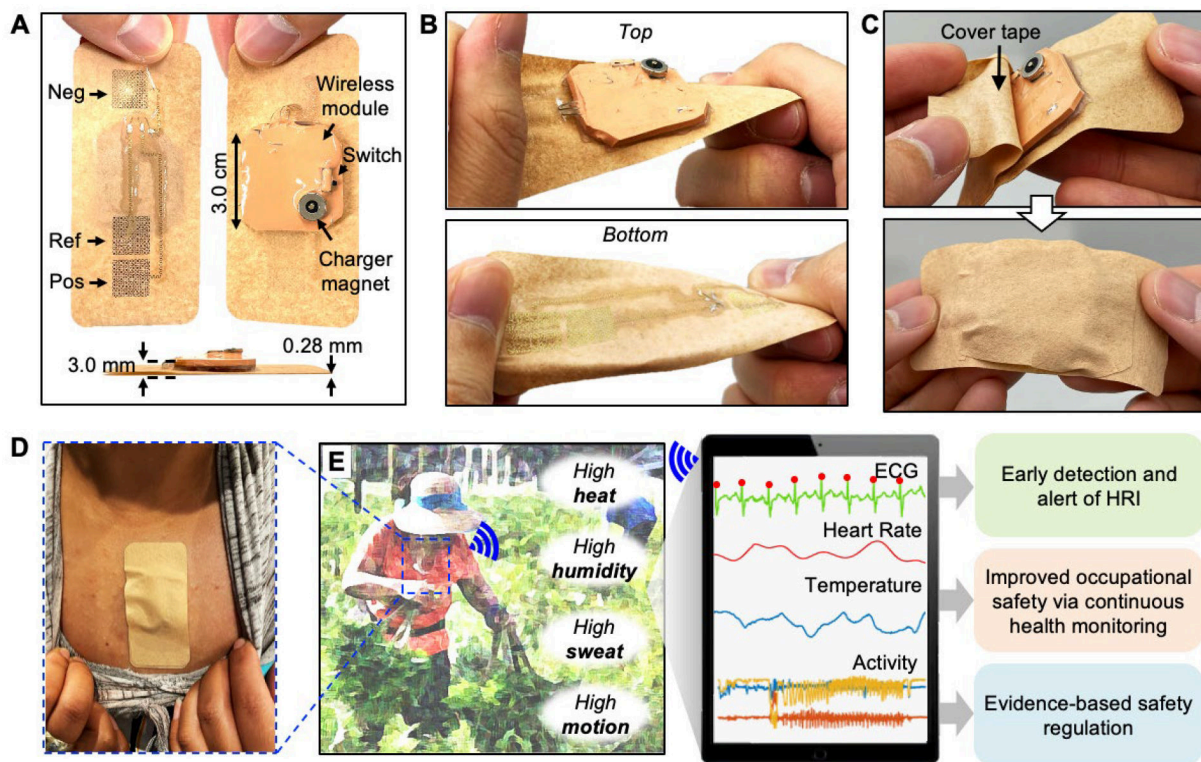 A
Neg
Ref
Pos
3.0 cm
Wireless
module
Switch
Charger
magnet
3.0 mm
0.28 mm
B
Top
Bottom
C
Cover tape
D
E
High
heat
High
humidity
High
sweat
High
motion
ECG
Heart Rate
Temperature
Activity
Early detection and
alert of HRI
Improved occupational
safety via continuous
health monitoring
Evidence-based safety
regulation